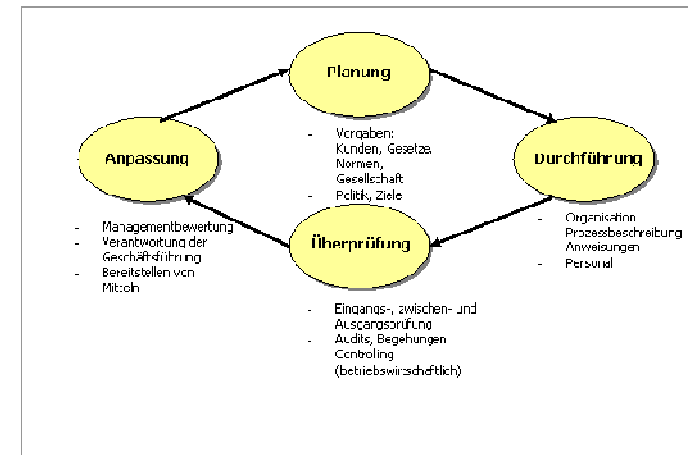 Planung
- Vorgaben:
Kunden, Gesetze,
Normen,
Gesellschaft
- Politik, Ziele
Durchführung
- Organisation
Prozessbeschreibung
Anweisungen
- Personal
Überprüfung
- Eingangs-, zwischen- und
Ausgangsprüfung
- Audits, Begehungen
- Controlling
(betriebswirtschaftlich)
Anpassung
- Managementbewertung
- Verantwortung der
Geschäftsführung
- Bereitstellen von
Mitteln